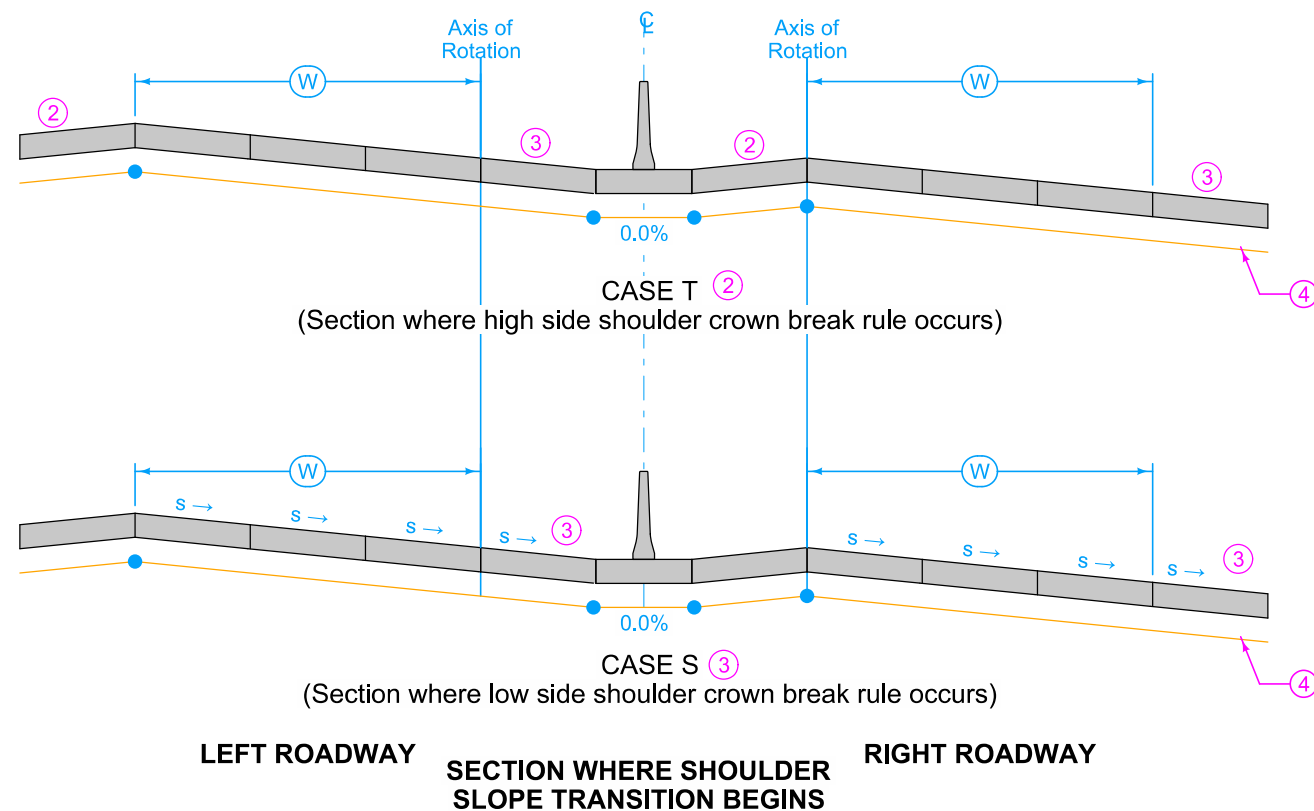 ℄
Axis of
Rotation
Axis of
Rotation
W
W
2
3
2
3
0.0%
4
CASE T 2
(Section where high side shoulder crown break rule occurs)
W
W
s → s → s → s → 3
s → s → s → s → 3
0.0%
4
CASE S 3
(Section where low side shoulder crown break rule occurs)
LEFT ROADWAY
RIGHT ROADWAY
SECTION WHERE SHOULDER
SLOPE TRANSITION BEGINS